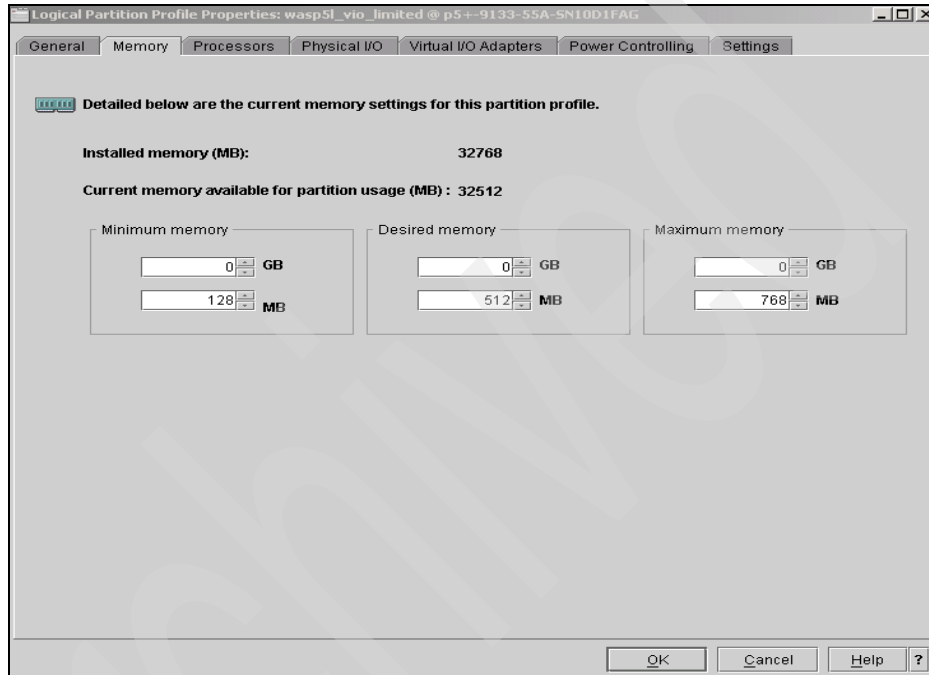 Logical Partition Profile Properties: wasp5l_vio_limited @ p5+-9133-55A-SN10D1FAG
General Memory Processors Physical I/O Virtual I/O Adapters Power Controlling Settings
Detailed below are the current memory settings for this partition profile.
Installed memory (MB): 32768
Current memory available for partition usage (MB) : 32512
Minimum memory Desired memory Maximum memory
0 GB 0 GB 0 GB
128 MB 512 MB 768 MB
OK Cancel Help ?